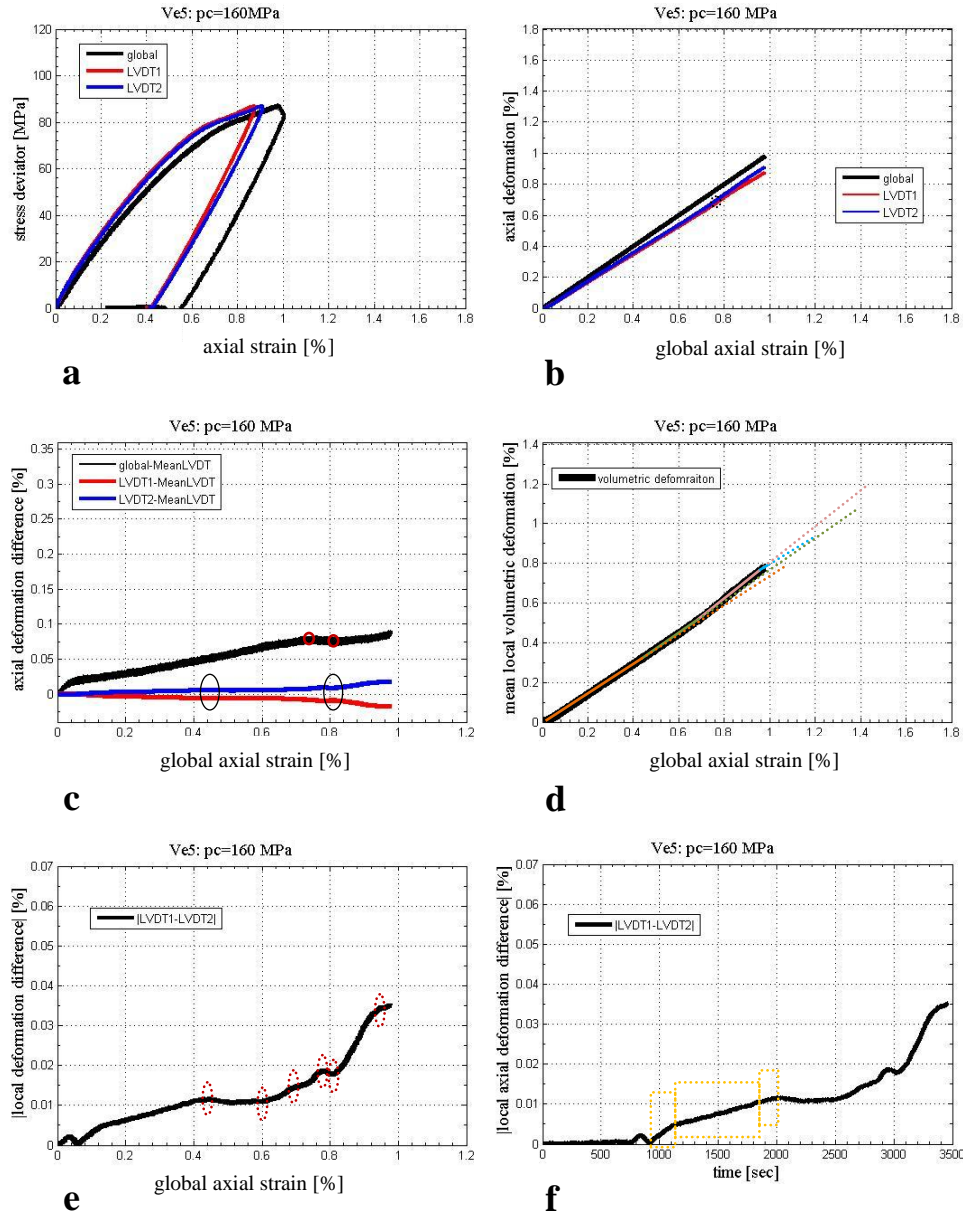 Ve5: pc=160MPa
120
100
80
60
40
20
0
stress deviator [MPa]
global
LVDT1
LVDT2
0 0.2 0.4 0.6 0.8 1 1.2 1.4 1.6 1.8
axial strain [%]
a
Ve5: pc=160 MPa
1.8
1.6
1.4
1.2
1
0.8
0.6
0.4
0.2
0
axial deformation [%]
global
LVDT1
LVDT2
0 0.2 0.4 0.6 0.8 1 1.2 1.4 1.6 1.8
global axial strain [%]
b
Ve5: pc=160 MPa
0.35
0.3
0.25
0.2
0.15
0.1
0.05
0
axial deformation difference [%]
global-MeanLVDT
LVDT1-MeanLVDT
LVDT2-MeanLVDT
0 0.2 0.4 0.6 0.8 1 1.2
global axial strain [%]
c
Ve5: pc=160 MPa
1.4
1.2
1
0.8
0.6
0.4
0.2
0
mean local volumetric deformation [%]
volumetric defomraiton
0 0.2 0.4 0.6 0.8 1 1.2 1.4 1.6 1.8
global axial strain [%]
d
Ve5: pc=160 MPa
0.07
0.06
0.05
0.04
0.03
0.02
0.01
0
|local deformation difference| [%]
|LVDT1-LVDT2|
0 0.2 0.4 0.6 0.8 1 1.2
global axial strain [%]
e
Ve5: pc=160 MPa
0.07
0.06
0.05
0.04
0.03
0.02
0.01
0
|local axial deformation difference| [%]
|LVDT1-LVDT2|
0 500 1000 1500 2000 2500 3000 3500
time [sec]
f